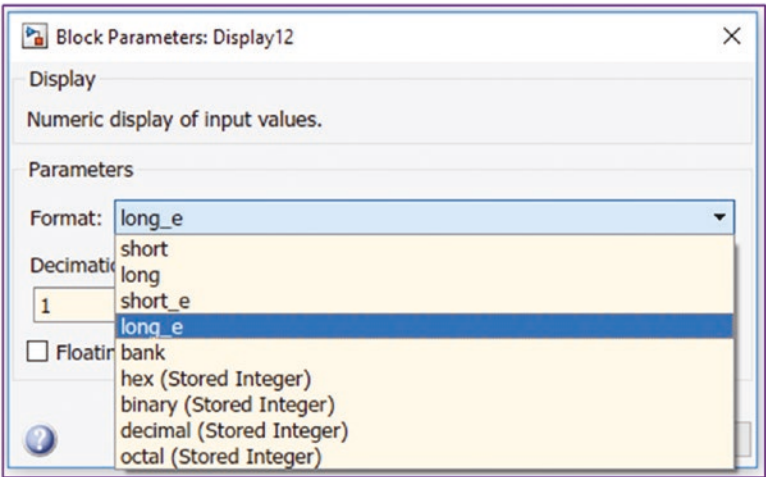 Block Parameters: Display12
Display
Numeric display of input values.
Parameters
Format: long_e
short
Decimatic
long
1
short_e
long_e
Floatin
bank
hex (Stored Integer)
binary (Stored Integer)
decimal (Stored Integer)
octal (Stored Integer)